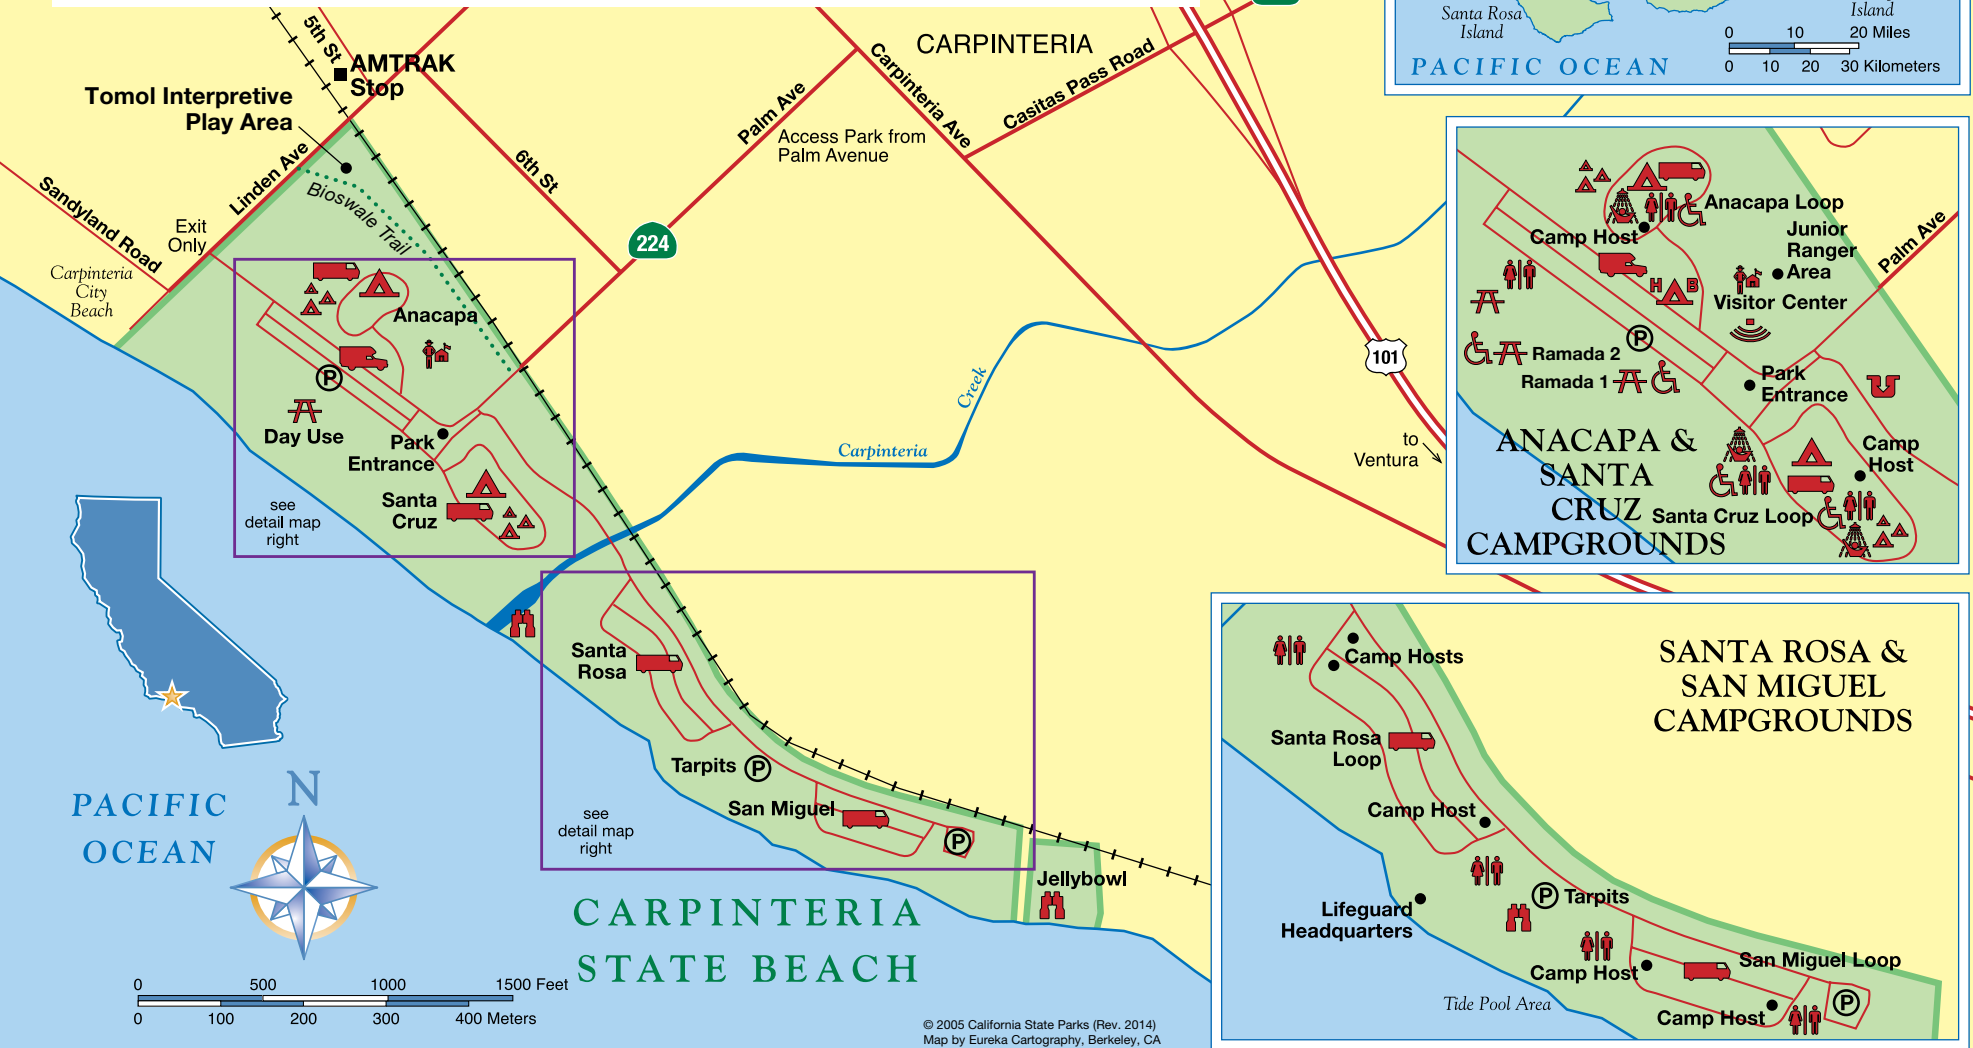 5th St
AMTRAK
Stop
Tomol Interpretive
Play Area
Linden Ave
Sandyland Road
Exit
Only
Carpinteria
City
Beach
Bioswale Trail
6th St
Palm Ave
Access Park from
Palm Avenue
CARPINTERIA
Carpinteria Ave
Casitas Pass Road
224
101
to
Ventura
Creek
Carpinteria
Anacapa
P
Day Use
Park
Entrance
Santa
Cruz
see
detail map
right
Santa
Rosa
Tarpits P
San Miguel
P
see
detail map
right
Jellybowl
PACIFIC
OCEAN
N
CARPINTERIA
STATE BEACH
0 500 1000 1500 Feet
0 100 200 300 400 Meters
© 2005 California State Parks (Rev. 2014)
Map by Eureka Cartography, Berkeley, CA
Santa Rosa
Island
Island
PACIFIC OCEAN
0 10 20 Miles
0 10 20 30 Kilometers
Anacapa Loop
Camp Host
Junior
Ranger
Area
Palm Ave
H B
Visitor Center
P
Ramada 2
Ramada 1
Park
Entrance
ANACAPA &
SANTA
CRUZ
CAMPGROUNDS
Camp
Host
Santa Cruz Loop
SANTA ROSA &
SAN MIGUEL
CAMPGROUNDS
Camp Hosts
Santa Rosa
Loop
Camp Host
P Tarpits
Lifeguard
Headquarters
Camp Host
San Miguel Loop
Tide Pool Area
Camp Host
P